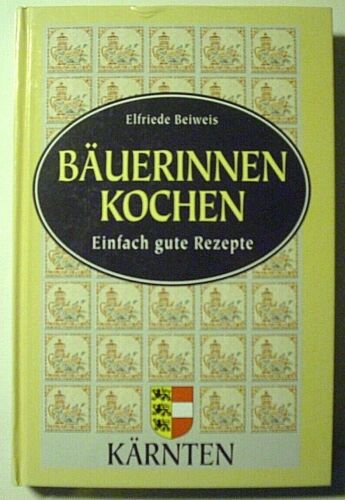 Elfriede Beiweis
BÄUERINNEN
KOCHEN
Einfach gute Rezepte
KÄRNTEN